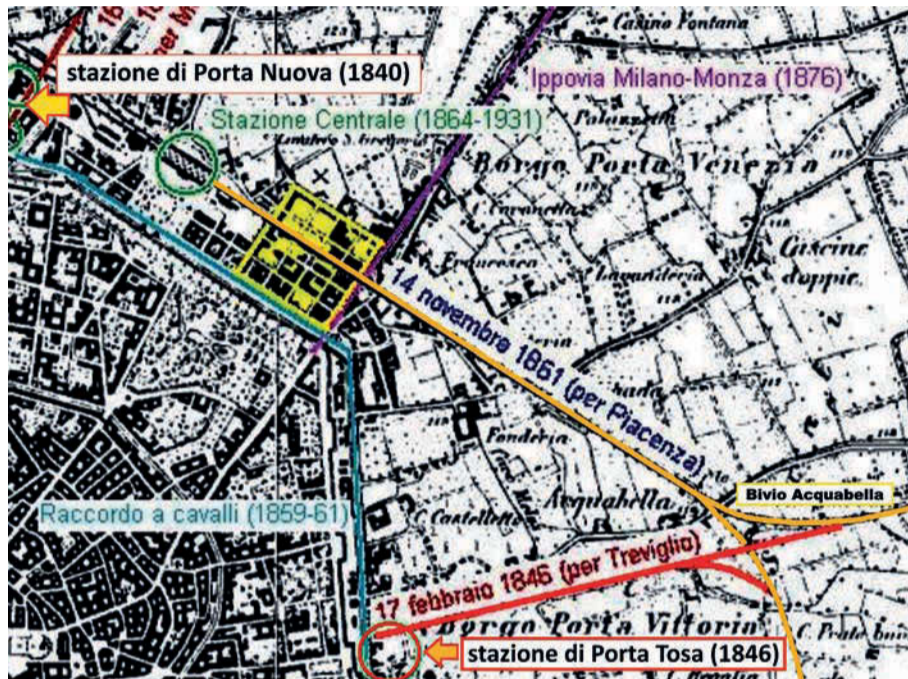 Casino Fontana
stazione di Porta Nuova (1840)
Ippovia Milano-Monza (1876)
Stazione Centrale (1864-1931)
Borgo Porta Venezia
Cascine
doppie
Lavanderia
14 novembre 1861 (per Piacenza)
Fonderia
Acquabella
Bivio Acquabella
Raccordo a cavalli (1859-61)
Castelletto
17 febbraio 1846 (per Treviglio)
Borgo Porta Vittoria
stazione di Porta Tosa (1846)